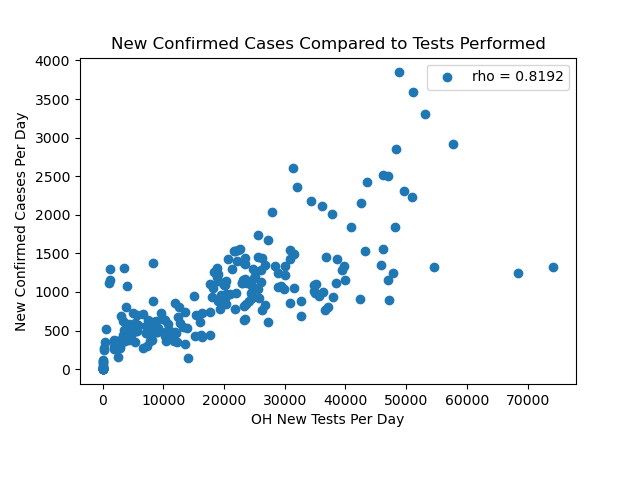 New Confirmed Cases Compared to Tests Performed
rho = 0.8192
4000
3500
3000
2500
2000
1500
1000
500
0
New Confirmed Caeses Per Day
0 10000 20000 30000 40000 50000 60000 70000
OH New Tests Per Day